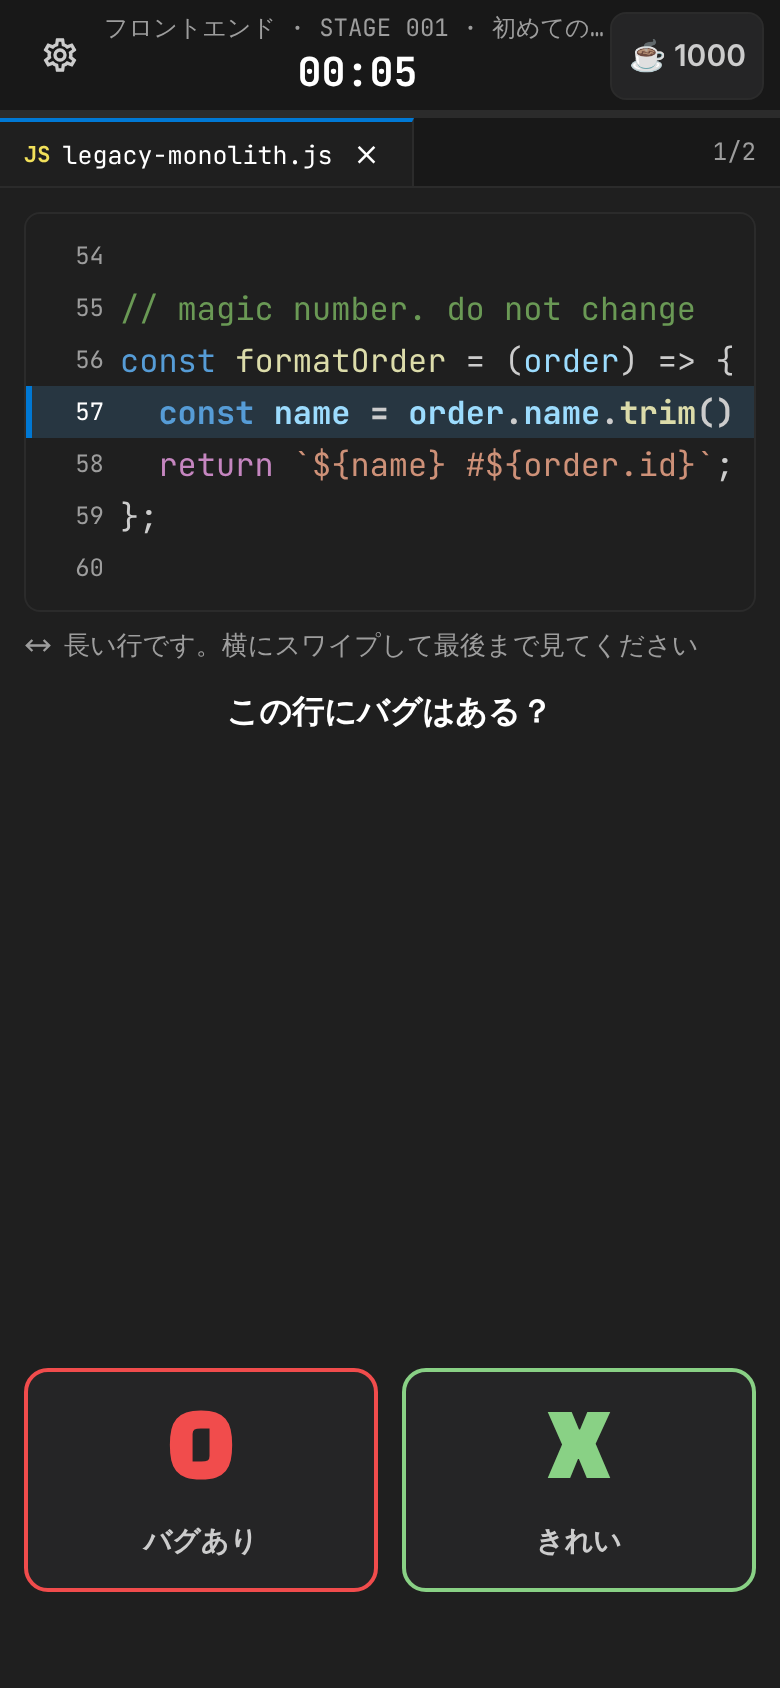 フロントエンド · STAGE 001 · 初めての…
00:05
☕ 1000
JS legacy-monolith.js ×
1/2
54
55 // magic number. do not change
56 const formatOrder = (order) => {
57   const name = order.name.trim()
58   return `${name} #${order.id}`;
59 };
60
↔ 長い行です。横にスワイプして最後まで見てください
この行にバグはある？
O
バグあり
X
きれい